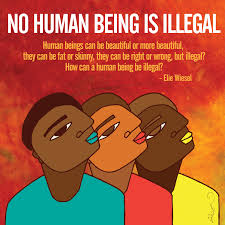 NO HUMAN BEING IS ILLEGAL
Human beings can be beautiful or more beautiful,
they can be fat or skinny, they can be right or wrong, but illegal?
How can a human being be illegal?
- Elie Wiesel